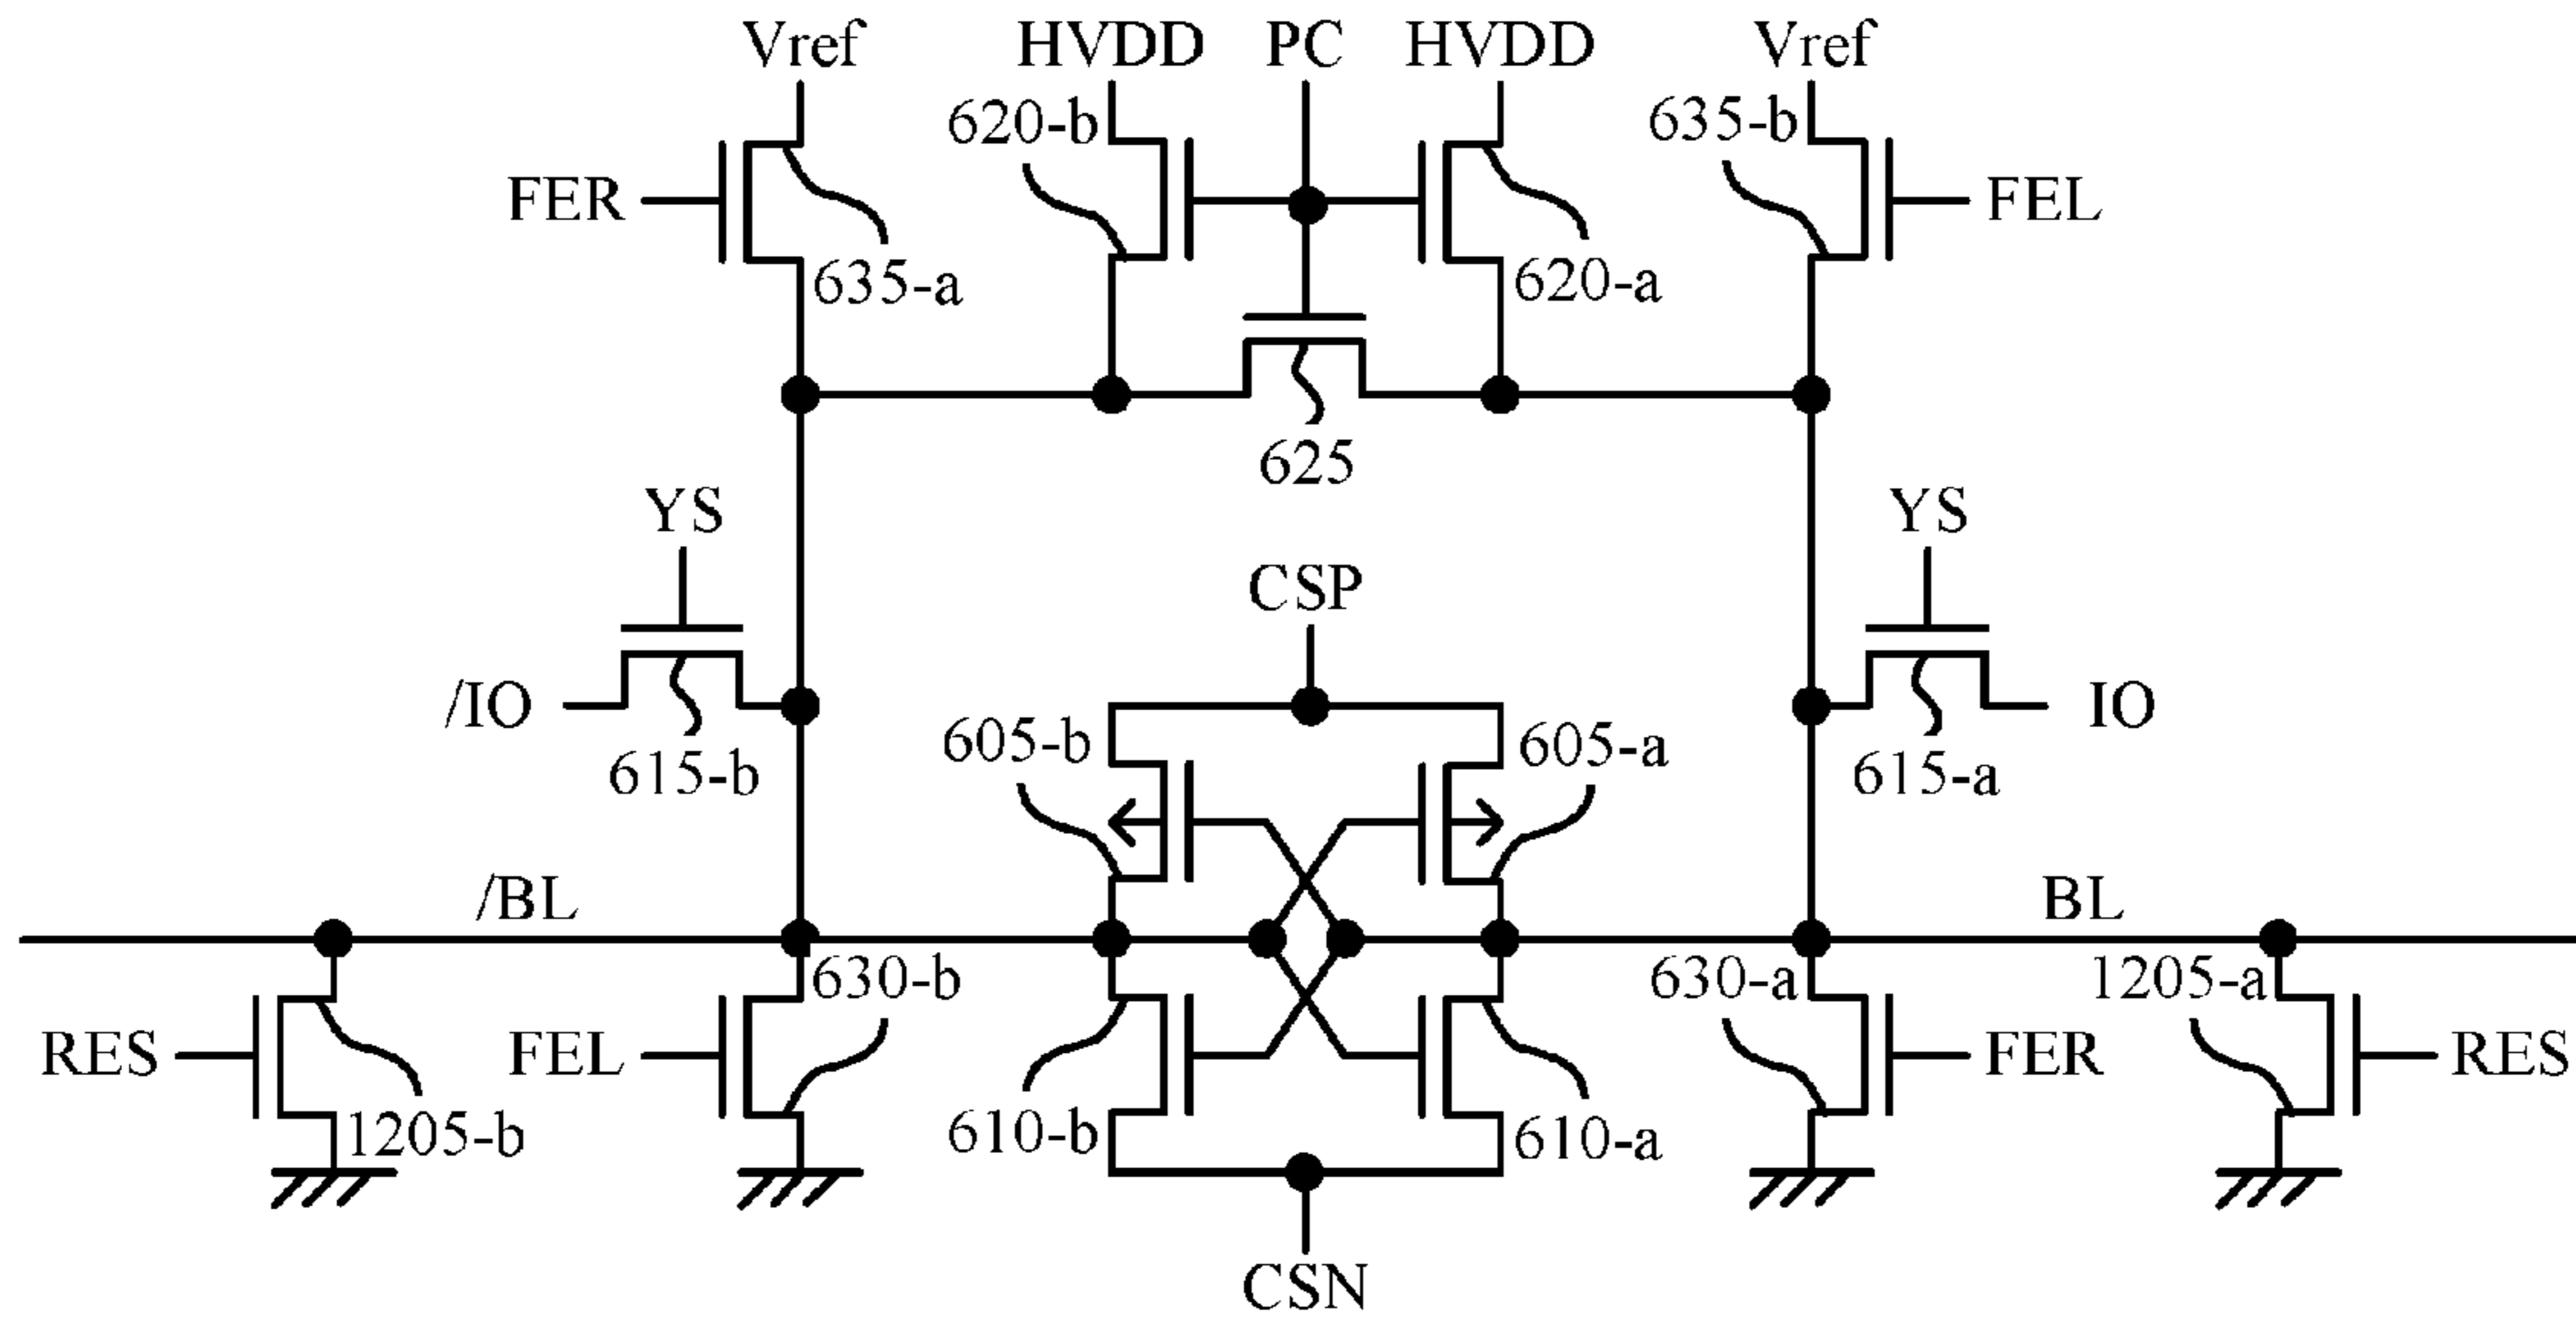 Vref HVDD PC HVDD Vref
620-b 635-b
FER FEL
635-a 620-a
625
YS YS
CSP
/IO IO
605-b 605-a
615-b 615-a
/BL BL
630-b 630-a 1205-a
RES FEL FER RES
1205-b 610-b 610-a
CSN